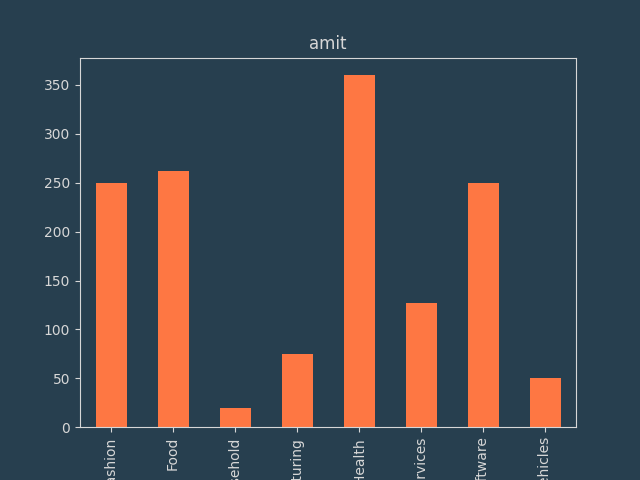 amit
350
300
250
200
150
100
50
0
ashion
Food
sehold
turing
Health
rvices
ftware
ehicles